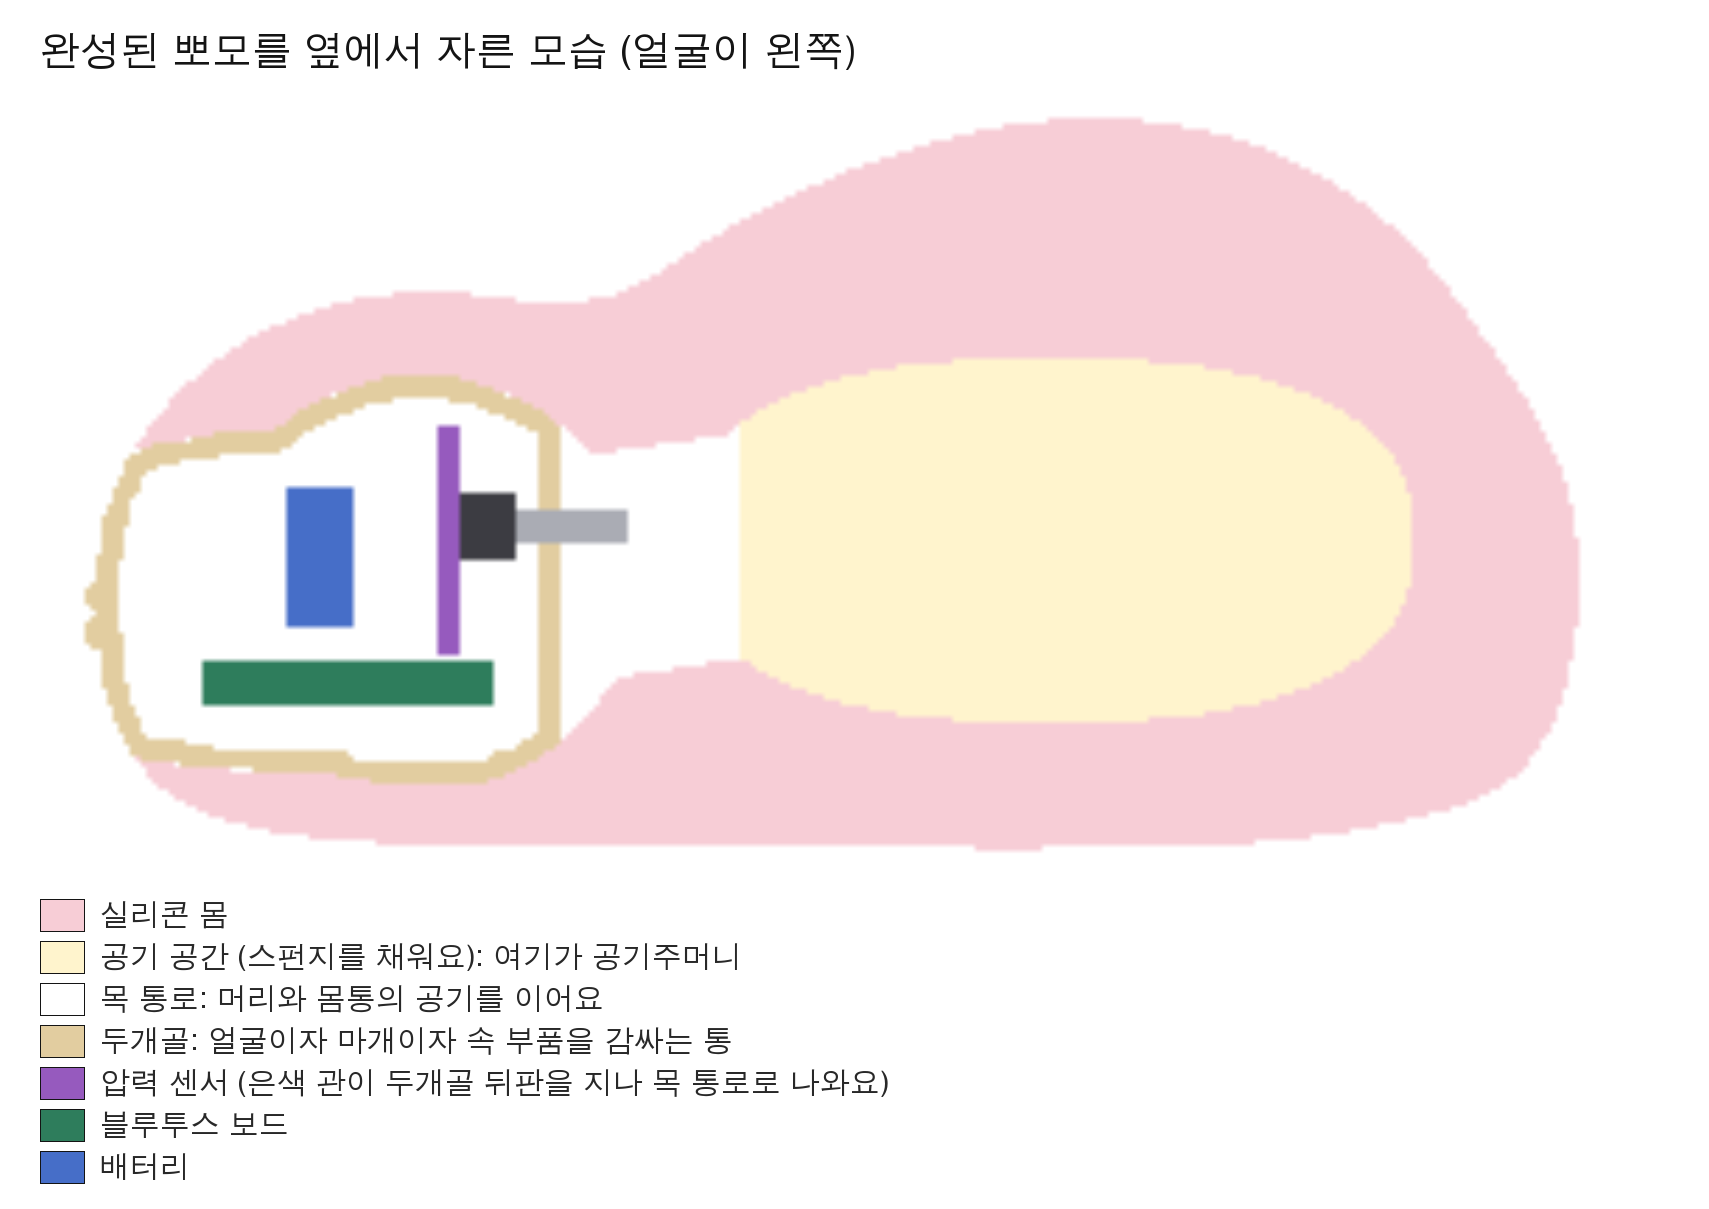 완성된 뽀모를 옆에서 자른 모습 (얼굴이 왼쪽)
실리콘 몸
공기 공간 (스펀지를 채워요): 여기가 공기주머니
목 통로: 머리와 몸통의 공기를 이어요
두개골: 얼굴이자 마개이자 속 부품을 감싸는 통
압력 센서 (은색 관이 두개골 뒤판을 지나 목 통로로 나와요)
블루투스 보드
배터리